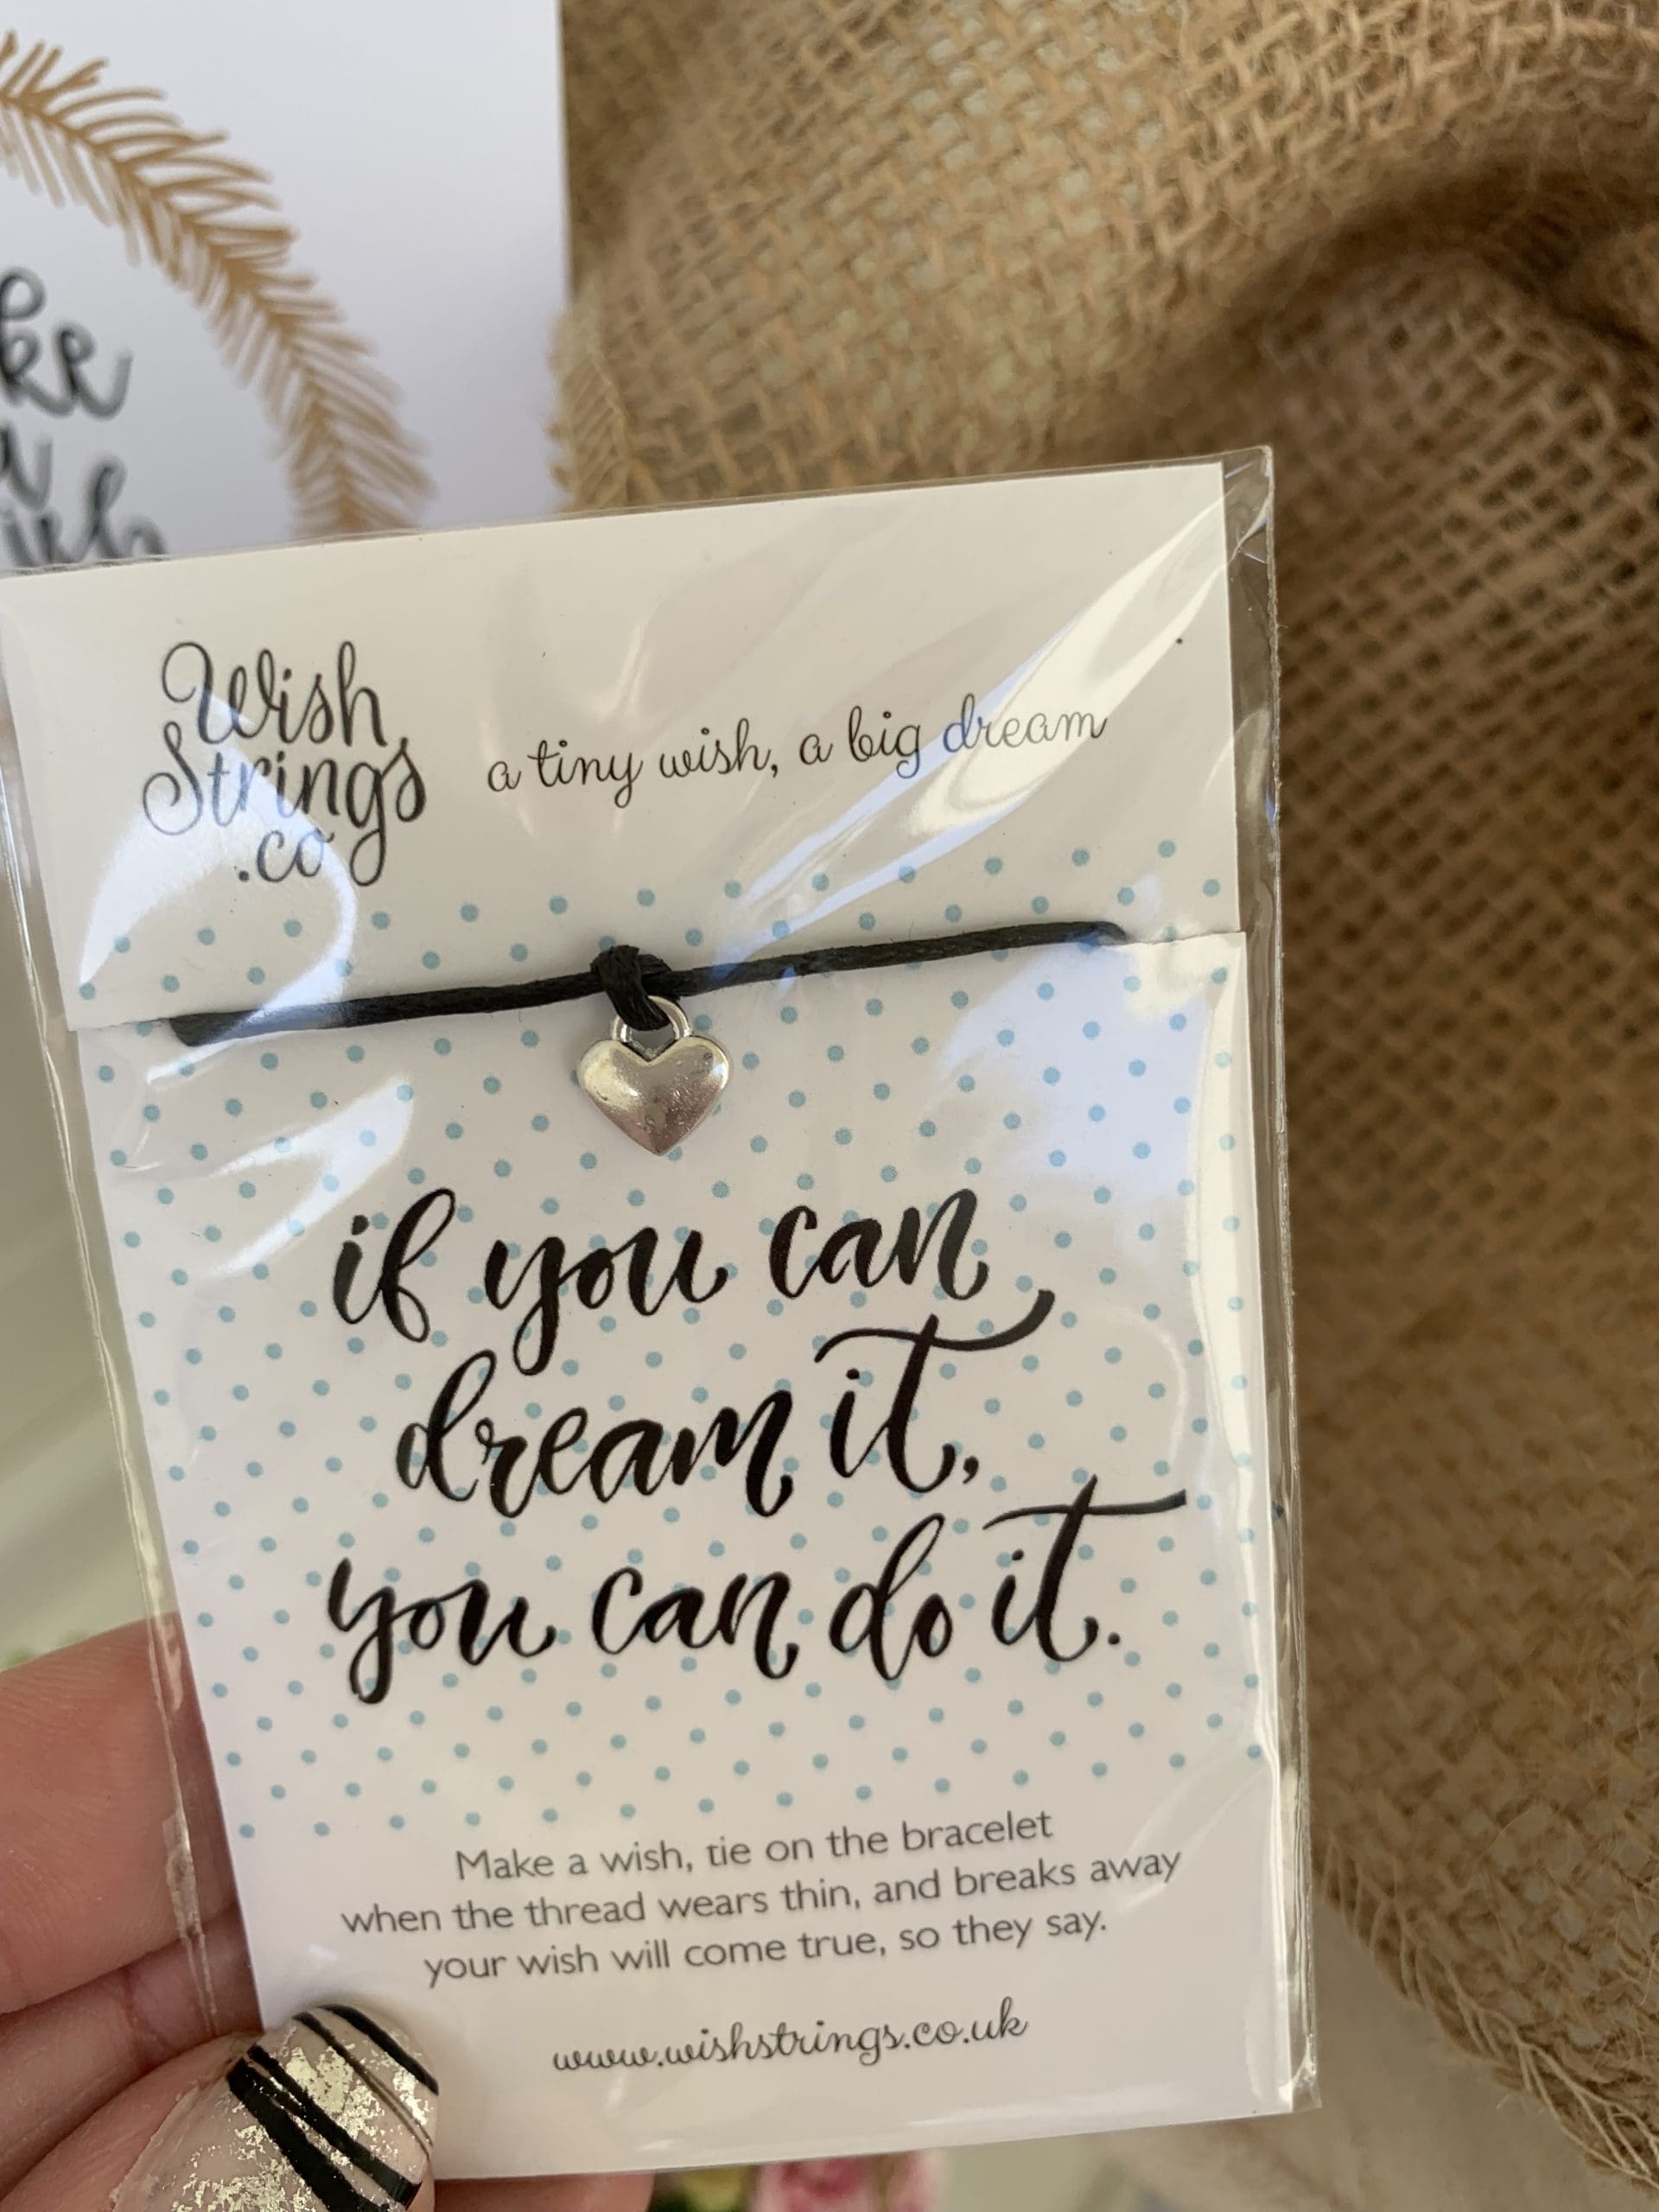 Wish
Strings
.co
a tiny wish, a big dream
if you can
dream it,
you can do it.
Make a wish, tie on the bracelet
when the thread wears thin, and breaks away
your wish will come true, so they say.
www.wishstrings.co.uk